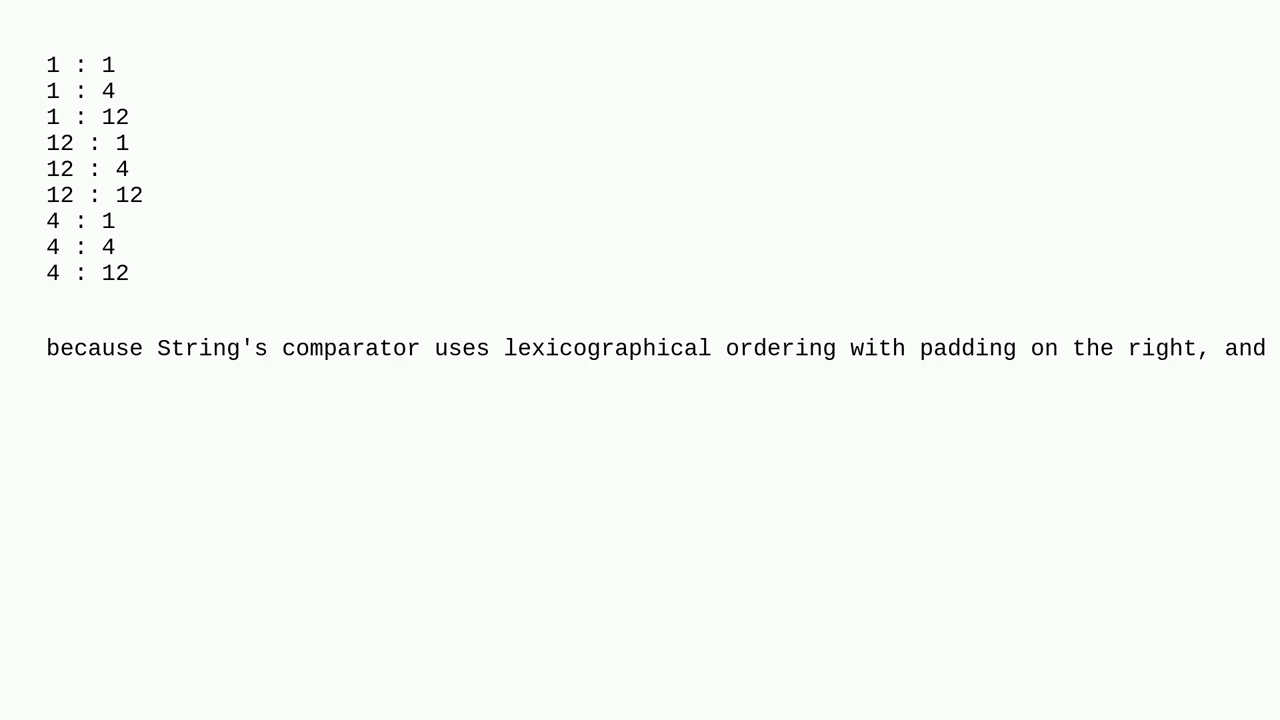 1 : 1
1 : 4
1 : 12
12 : 1
12 : 4
12 : 12
4 : 1
4 : 4
4 : 12
because String's comparator uses lexicographical ordering with padding on the right, and